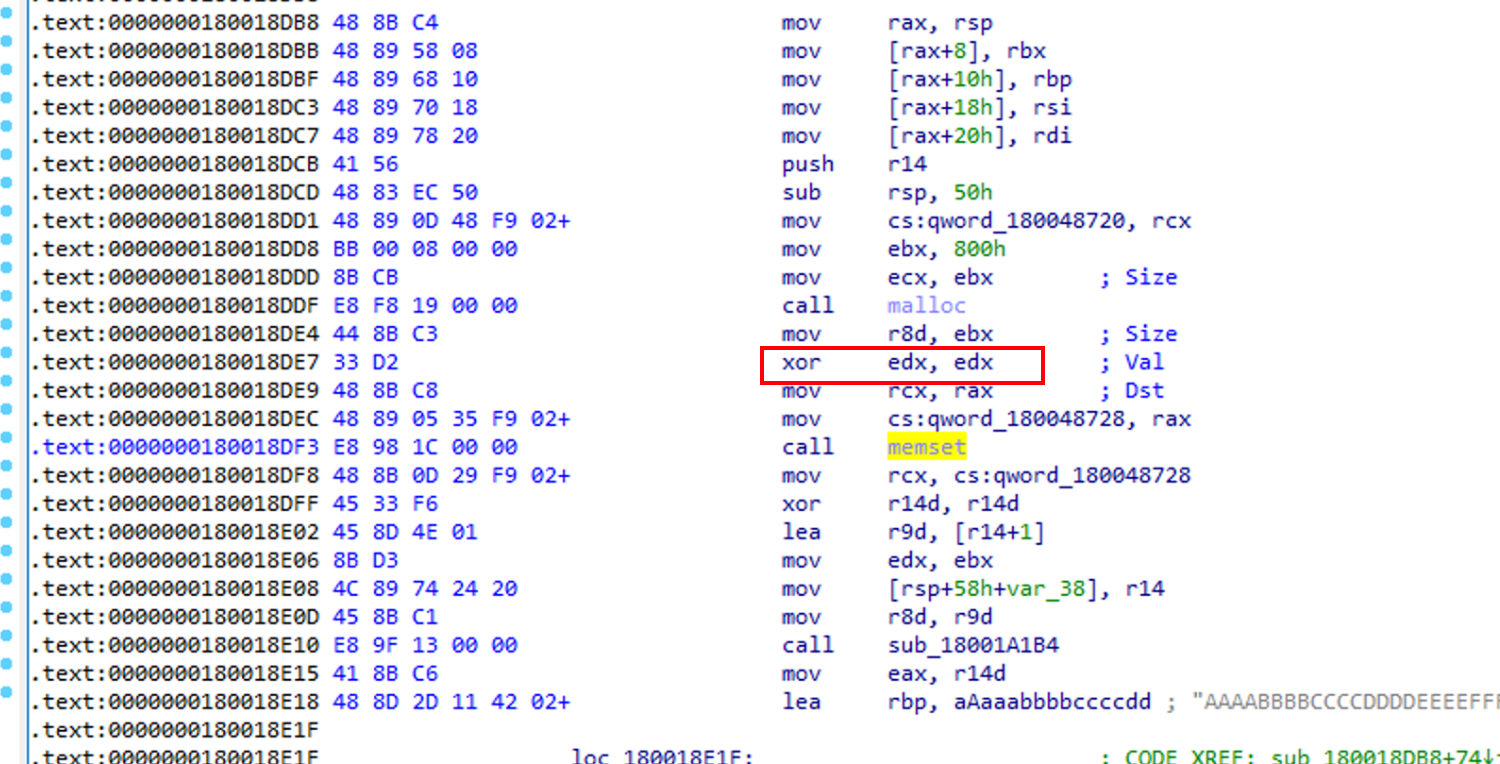 .text:0000000180018DB8 48 8B C4 mov rax, rsp
.text:0000000180018DBB 48 89 58 08 mov [rax+8], rbx
.text:0000000180018DBF 48 89 68 10 mov [rax+10h], rbp
.text:0000000180018DC3 48 89 70 18 mov [rax+18h], rsi
.text:0000000180018DC7 48 89 78 20 mov [rax+20h], rdi
.text:0000000180018DCB 41 56 push r14
.text:0000000180018DCD 48 83 EC 50 sub rsp, 50h
.text:0000000180018DD1 48 89 0D 48 F9 02+ mov cs:qword_180048720, rcx
.text:0000000180018DD8 BB 00 08 00 00 mov ebx, 800h
.text:0000000180018DDD 8B CB mov ecx, ebx ; Size
.text:0000000180018DDF E8 F8 19 00 00 call malloc
.text:0000000180018DE4 44 8B C3 mov r8d, ebx ; Size
.text:0000000180018DE7 33 D2 xor edx, edx ; Val
.text:0000000180018DE9 48 8B C8 mov rcx, rax ; Dst
.text:0000000180018DEC 48 89 05 35 F9 02+ mov cs:qword_180048728, rax
.text:0000000180018DF3 E8 98 1C 00 00 call memset
.text:0000000180018DF8 48 8B 0D 29 F9 02+ mov rcx, cs:qword_180048728
.text:0000000180018DFF 45 33 F6 xor r14d, r14d
.text:0000000180018E02 45 8D 4E 01 lea r9d, [r14+1]
.text:0000000180018E06 8B D3 mov edx, ebx
.text:0000000180018E08 4C 89 74 24 20 mov [rsp+58h+var_38], r14
.text:0000000180018E0D 45 8B C1 mov r8d, r9d
.text:0000000180018E10 E8 9F 13 00 00 call sub_18001A1B4
.text:0000000180018E15 41 8B C6 mov eax, r14d
.text:0000000180018E18 48 8D 2D 11 42 02+ lea rbp, aAaaabbbbccccdd ; "AAAABBBBCCCCDDDDEEEEFFF
.text:0000000180018E1F
.text:0000000180018E1F loc_180018E1F: ; CODE XREF: sub_180018DB8+74↓